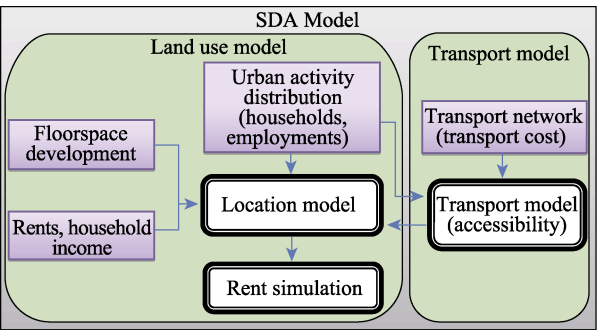 SDA Model
Land use model
Transport model
Urban activity
distribution
(households,
employments)
Floorspace
development
Transport network
(transport cost)
Location model
Transport model
(accessibility)
Rents, household
income
Rent simulation